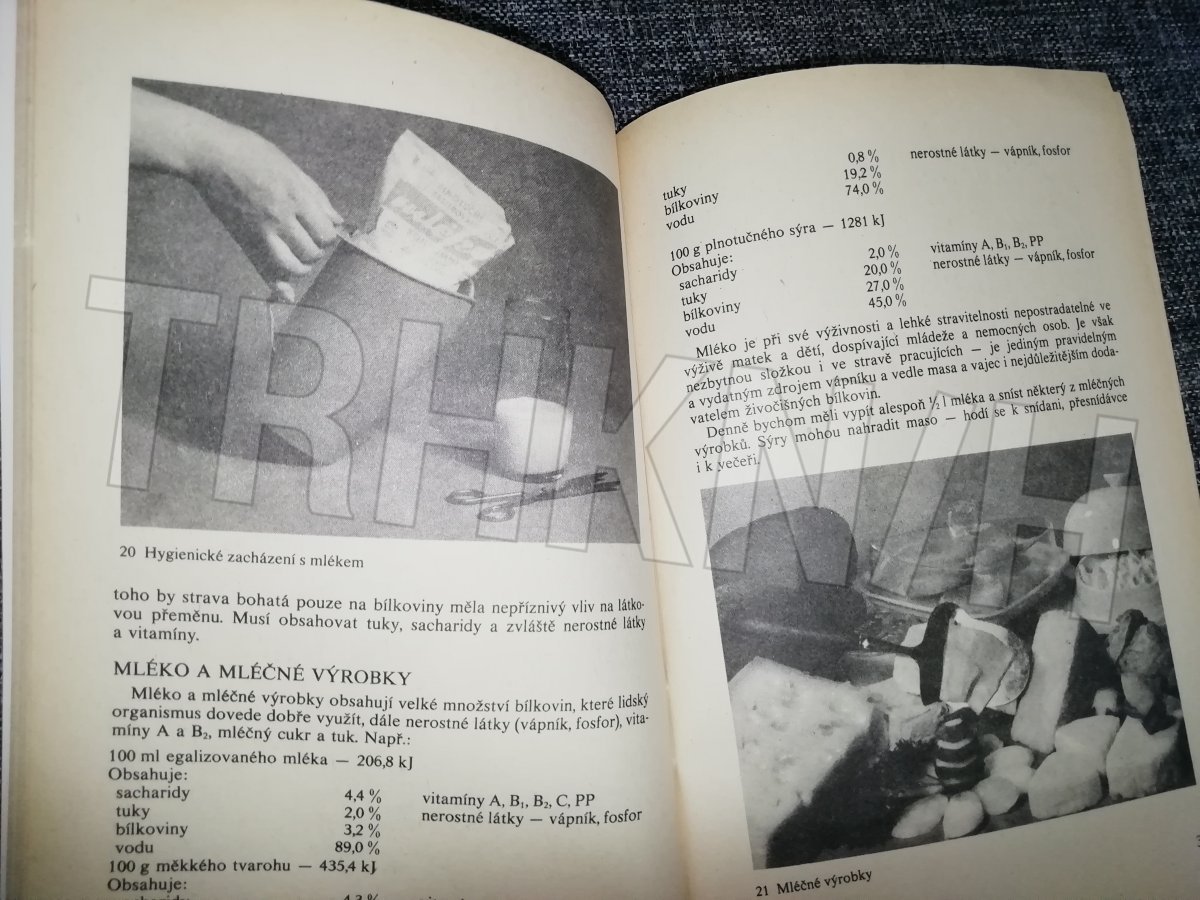 20 Hygienické zacházení s mlékem
toho by strava bohatá pouze na bílkoviny měla nepříznivý vliv na látko-
vou přeměnu. Musí obsahovat tuky, sacharidy a zvláště nerostné látky
a vitamíny.
MLÉKO A MLÉČNÉ VÝROBKY
Mléko a mléčné výrobky obsahují velké množství bílkovin, které lidský
organismus dovede dobře využít, dále nerostné látky (vápník, fosfor), vita-
míny A a B₂, mléčný cukr a tuk. Např.:
100 ml egalizovaného mléka — 206,8 kJ
Obsahuje:
sacharidy 4,4 % vitamíny A, B₁, B₂, C, PP
tuky 2,0 % nerostné látky — vápník, fosfor
bílkoviny 3,2 %
vodu 89,0 %
100 g měkkého tvarohu — 435,4 kJ
Obsahuje:
tuky 0,8 % nerostné látky — vápník, fosfor
bílkoviny 19,2 %
vodu 74,0 %
100 g plnotučného sýra — 1281 kJ
Obsahuje:
sacharidy 2,0 % vitamíny A, B₁, B₂, PP
tuky 20,0 % nerostné látky — vápník, fosfor
bílkoviny 27,0 %
vodu 45,0 %
Mléko je při své výživnosti a lehké stravitelnosti nepostradatelné ve
výživě matek a dětí, dospívající mládeže a nemocných osob. Je však
nezbytnou složkou i ve stravě pracujících — je jediným pravidelným
a vydatným zdrojem vápníku a vedle masa a vajec i nejdůležitějším doda-
vatelem živočišných bílkovin.
Denně bychom měli vypít alespoň ½ l mléka a sníst některý z mléčných
výrobků. Sýry mohou nahradit maso — hodí se k snídani, přesnídávce
i k večeři.
21 Mléčné výrobky
TRHKNIH